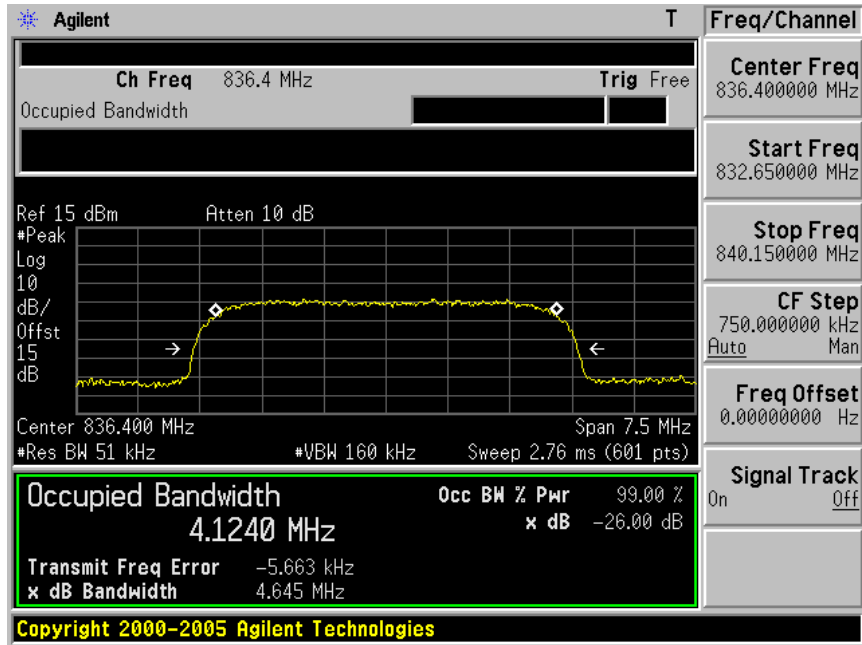 Agilent T
Freq/Channel
Ch Freq 836.4 MHz Trig Free
Occupied Bandwidth
Center Freq
836.400000 MHz
Start Freq
832.650000 MHz
Stop Freq
840.150000 MHz
CF Step
750.000000 kHz
Auto Man
Freq Offset
0.00000000 Hz
Signal Track
On Off
Ref 15 dBm Atten 10 dB
#Peak
Log
10
dB/
Offst
15
dB
Center 836.400 MHz Span 7.5 MHz
#Res BW 51 kHz #VBW 160 kHz Sweep 2.76 ms (601 pts)
Occupied Bandwidth Occ BW % Pwr 99.00 %
4.1240 MHz x dB -26.00 dB
Transmit Freq Error -5.663 kHz
x dB Bandwidth 4.645 MHz
Copyright 2000-2005 Agilent Technologies